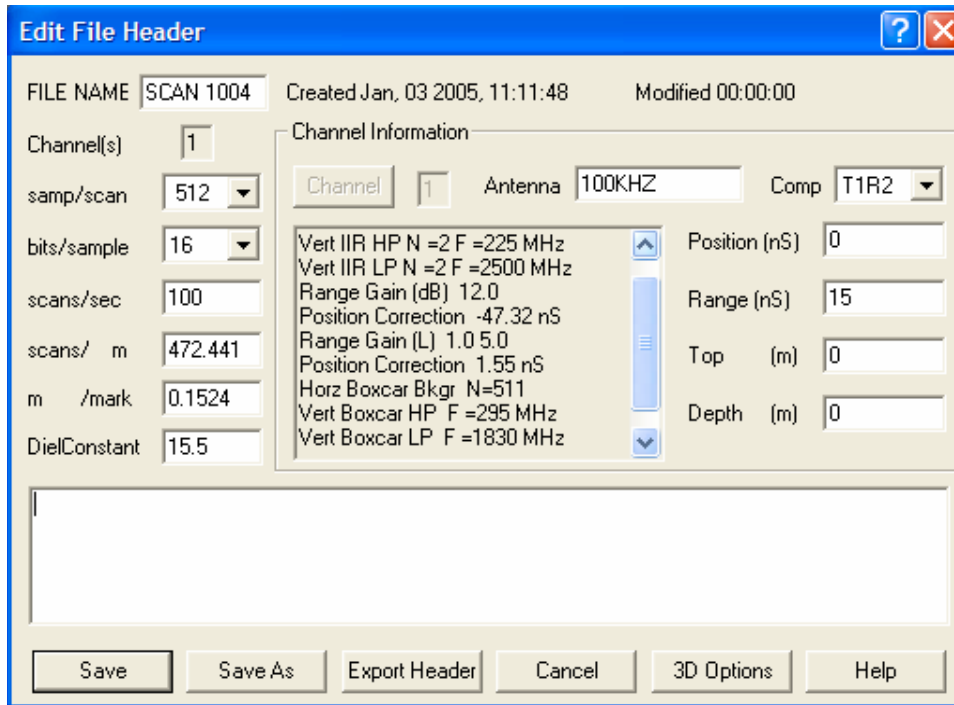 Edit File Header
FILE NAME SCAN 1004 Created Jan, 03 2005, 11:11:48 Modified 00:00:00
Channel(s) 1
samp/scan 512
bits/sample 16
scans/sec 100
scans/ m 472.441
m /mark 0.1524
DielConstant 15.5
Channel Information
Channel 1 Antenna 100KHZ Comp T1R2
Vert IIR HP N =2 F =225 MHz
Vert IIR LP N =2 F =2500 MHz
Range Gain (dB) 12.0
Position Correction -47.32 nS
Range Gain (L) 1.0 5.0
Position Correction 1.55 nS
Horz Boxcar Bkgr N=511
Vert Boxcar HP F =295 MHz
Vert Boxcar LP F =1830 MHz
Position (nS) 0
Range (nS) 15
Top (m) 0
Depth (m) 0
Save Save As Export Header Cancel 3D Options Help